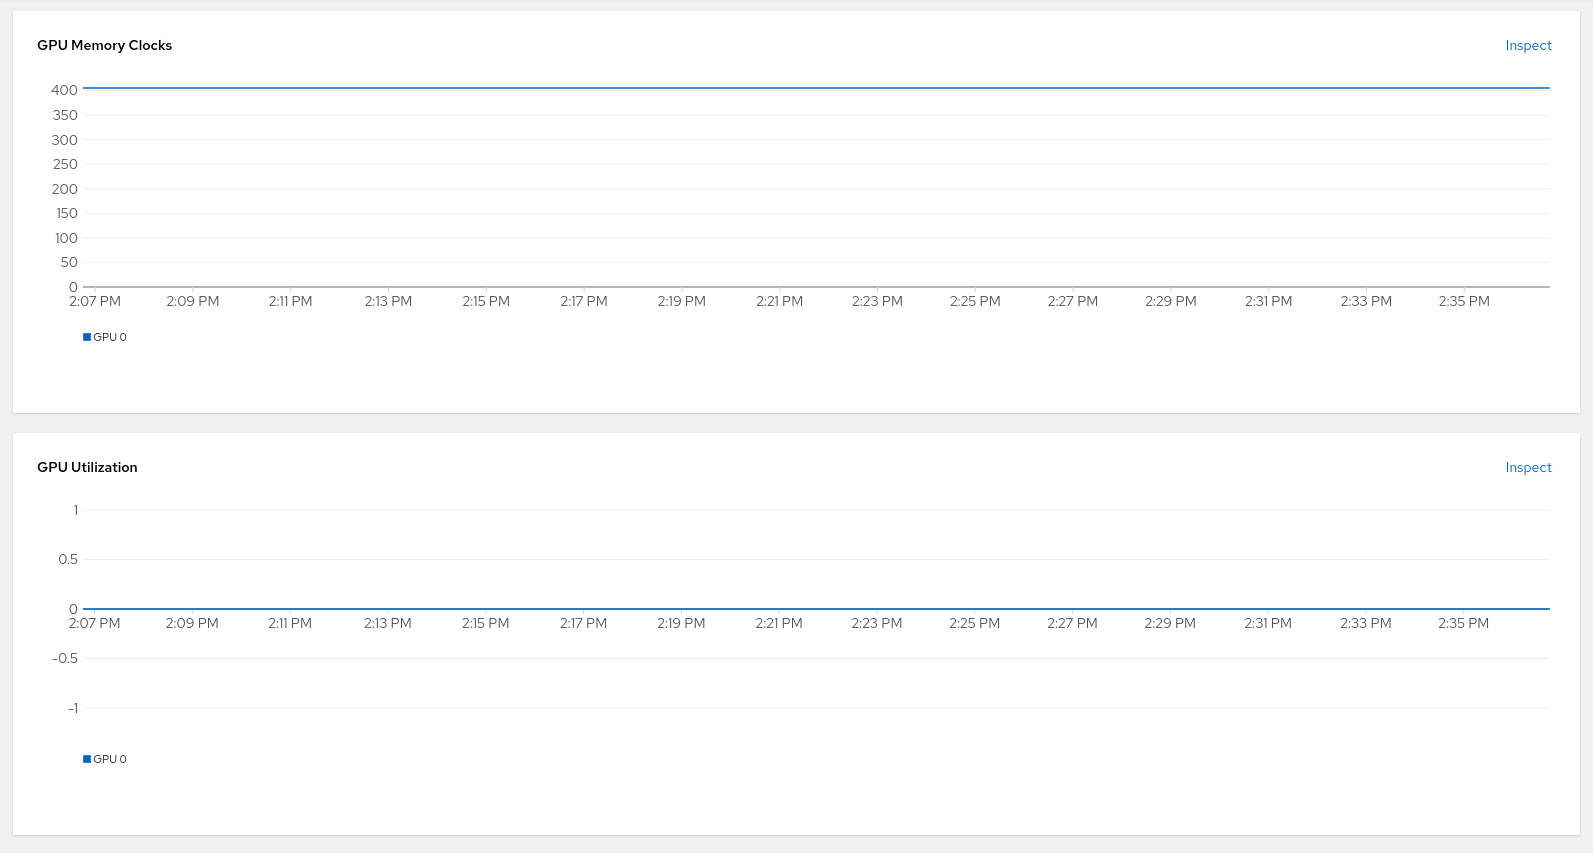 GPU Memory Clocks
Inspect
400
350
300
250
200
150
100
50
0
2:07 PM 2:09 PM 2:11 PM 2:13 PM 2:15 PM 2:17 PM 2:19 PM 2:21 PM 2:23 PM 2:25 PM 2:27 PM 2:29 PM 2:31 PM 2:33 PM 2:35 PM
GPU 0
GPU Utilization
Inspect
1
0.5
0
2:07 PM 2:09 PM 2:11 PM 2:13 PM 2:15 PM 2:17 PM 2:19 PM 2:21 PM 2:23 PM 2:25 PM 2:27 PM 2:29 PM 2:31 PM 2:33 PM 2:35 PM
-0.5
-1
GPU 0